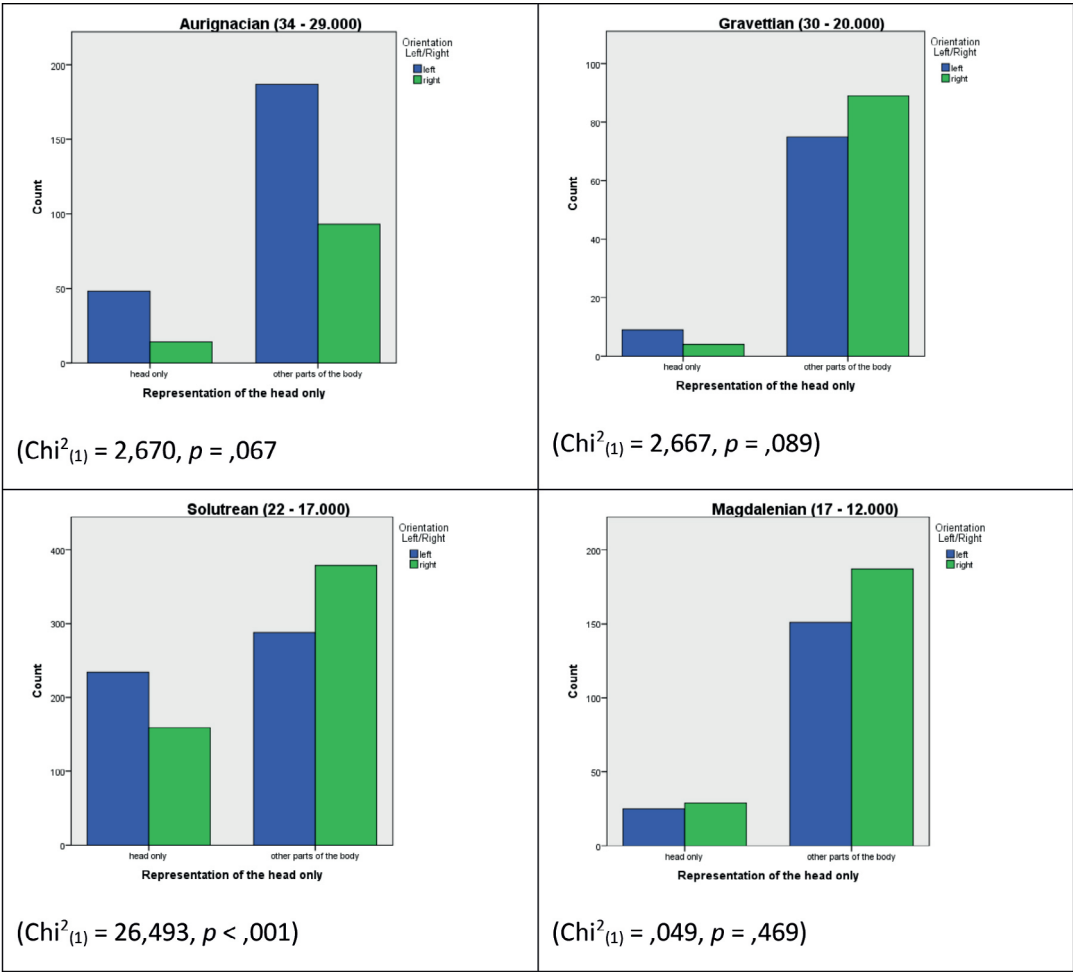 Aurignacian (34 - 29.000)
Orientation
Left/Right
left
right
Count
200
150
100
50
0
head only
other parts of the body
Representation of the head only
(Chi²(1) = 2,670, p = ,067
Gravettian (30 - 20.000)
Orientation
Left/Right
left
right
Count
100
80
60
40
20
0
head only
other parts of the body
Representation of the head only
(Chi²(1) = 2,667, p = ,089)
Solutrean (22 - 17.000)
Orientation
Left/Right
left
right
Count
400
300
200
100
0
head only
other parts of the body
Representation of the head only
(Chi²(1) = 26,493, p < ,001)
Magdalenian (17 - 12.000)
Orientation
Left/Right
left
right
Count
200
150
100
50
0
head only
other parts of the body
Representation of the head only
(Chi²(1) = ,049, p = ,469)